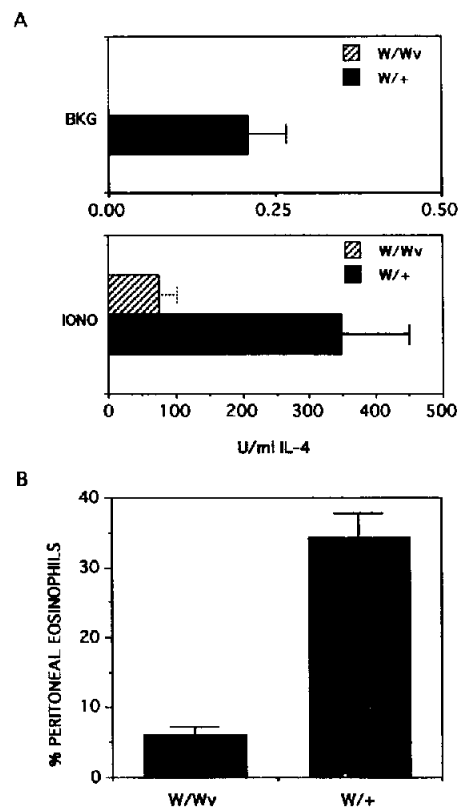 A
W/Wv
W/+
BKG
0.00 0.25 0.50
W/Wv
W/+
IONO
0 100 200 300 400 500
U/ml IL-4
B
% PERITONEAL EOSINOPHILS
40
30
20
10
0
W/Wv W/+